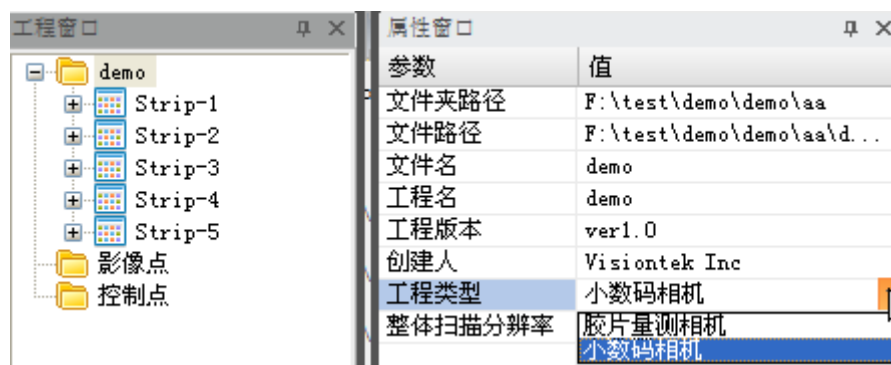 工程窗口
demo
Strip-1
Strip-2
Strip-3
Strip-4
Strip-5
影像点
控制点
属性窗口
参数 值
文件夹路径 F:\test\demo\demo\aa
文件路径 F:\test\demo\demo\aa\d...
文件名 demo
工程名 demo
工程版本 ver1.0
创建人 Visiontek Inc
工程类型 小数码相机
整体扫描分辨率 胶片量测相机
小数码相机